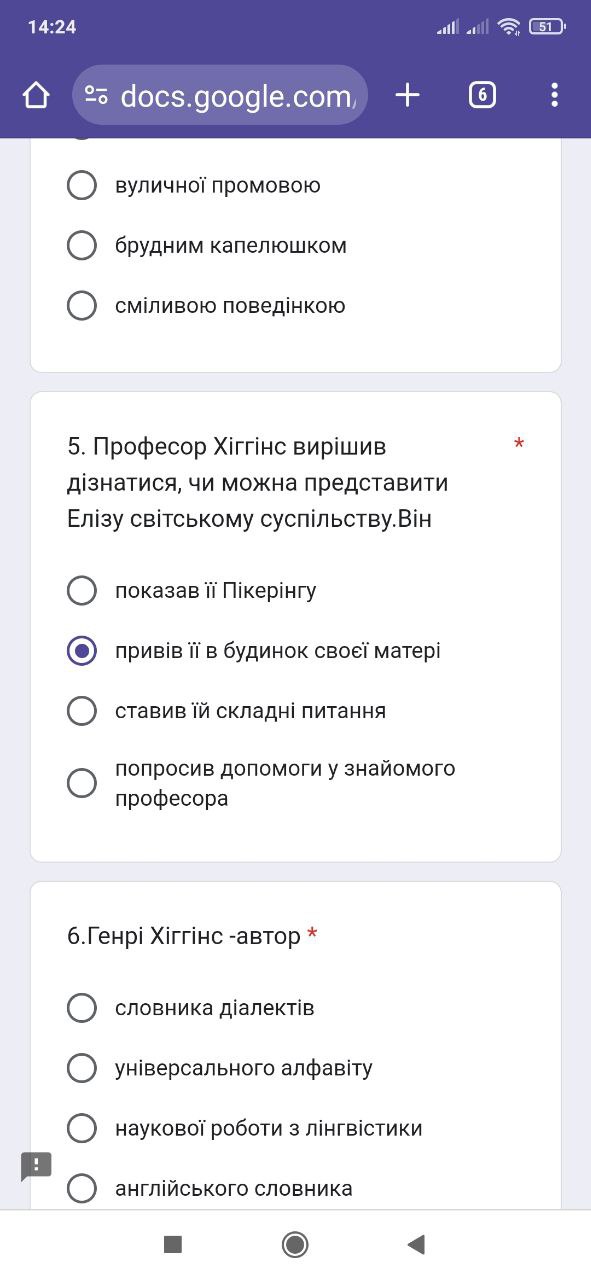 14:24
51
docs.google.com
6
вуличної промовою
брудним капелюшком
сміливою поведінкою
5. Професор Хіггінс вирішив *
дізнатися, чи можна представити
Елізу світському суспільству.Він
показав її Пікерінгу
привів її в будинок своєї матері
ставив їй складні питання
попросив допомоги у знайомого
професора
6.Генрі Хіггінс -автор *
словника діалектів
універсального алфавіту
наукової роботи з лінгвістики
англійського словника